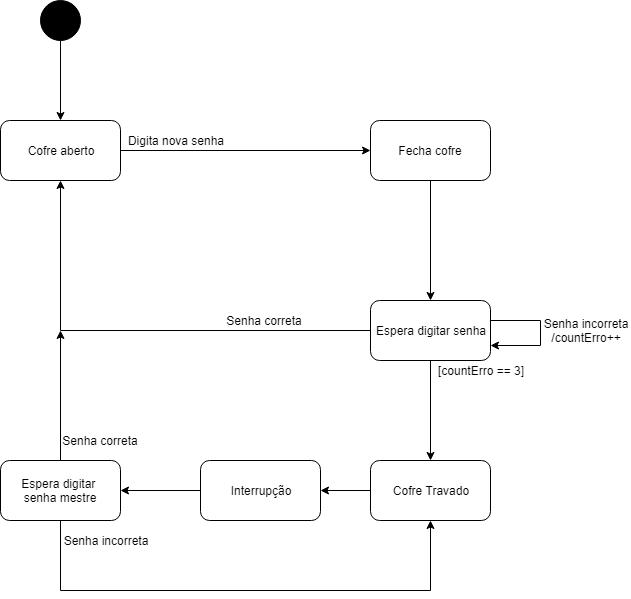 Cofre aberto
Digita nova senha
Fecha cofre
Senha correta
Espera digitar senha
Senha incorreta
/countErro++
[countErro == 3]
Senha correta
Espera digitar
senha mestre
Interrupção
Cofre Travado
Senha incorreta